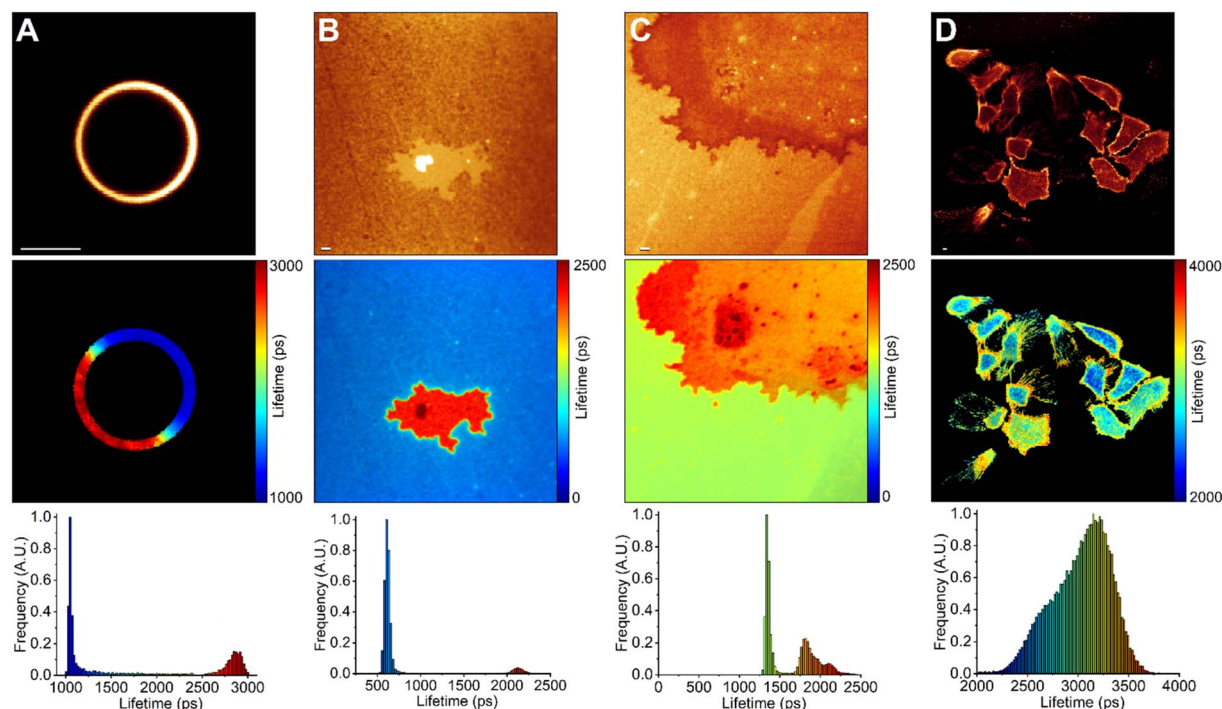 A
B
C
D
3000
Lifetime (ps)
1000
2500
Lifetime (ps)
0
2500
Lifetime (ps)
0
4000
Lifetime (ps)
2000
Frequency (A.U.)
1.0
0.8
0.6
0.4
0.2
0.0
1000 1500 2000 2500 3000
Lifetime (ps)
Frequency (A.U.)
1.0
0.8
0.6
0.4
0.2
0.0
500 1000 1500 2000 2500
Lifetime (ps)
Frequency (A.U.)
1.0
0.8
0.6
0.4
0.2
0.0
0 500 1000 1500 2000 2500
Lifetime (ps)
Frequency (A.U.)
1.0
0.8
0.6
0.4
0.2
0.0
2000 2500 3000 3500 4000
Lifetime (ps)